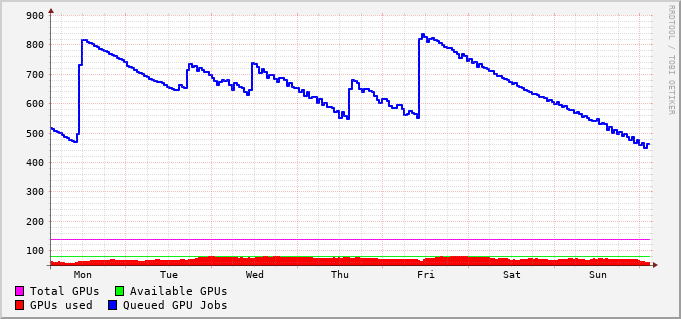 900
800
700
600
500
400
300
200
100
Mon Tue Wed Thu Fri Sat Sun
RRDTOOL / TOBI OETIKER
Total GPUs Available GPUs
GPUs used Queued GPU Jobs